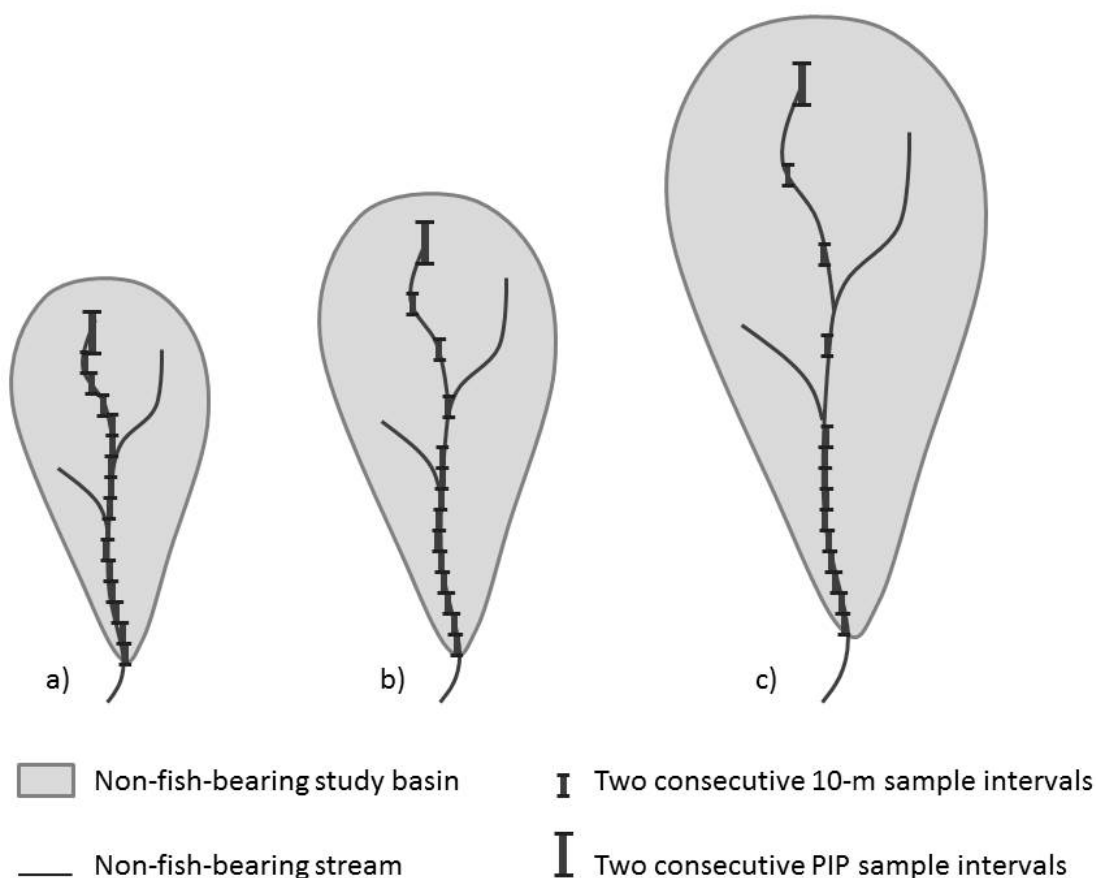 a)
b)
c)
Non-fish-bearing study basin
Two consecutive 10-m sample intervals
Non-fish-bearing stream
Two consecutive PIP sample intervals